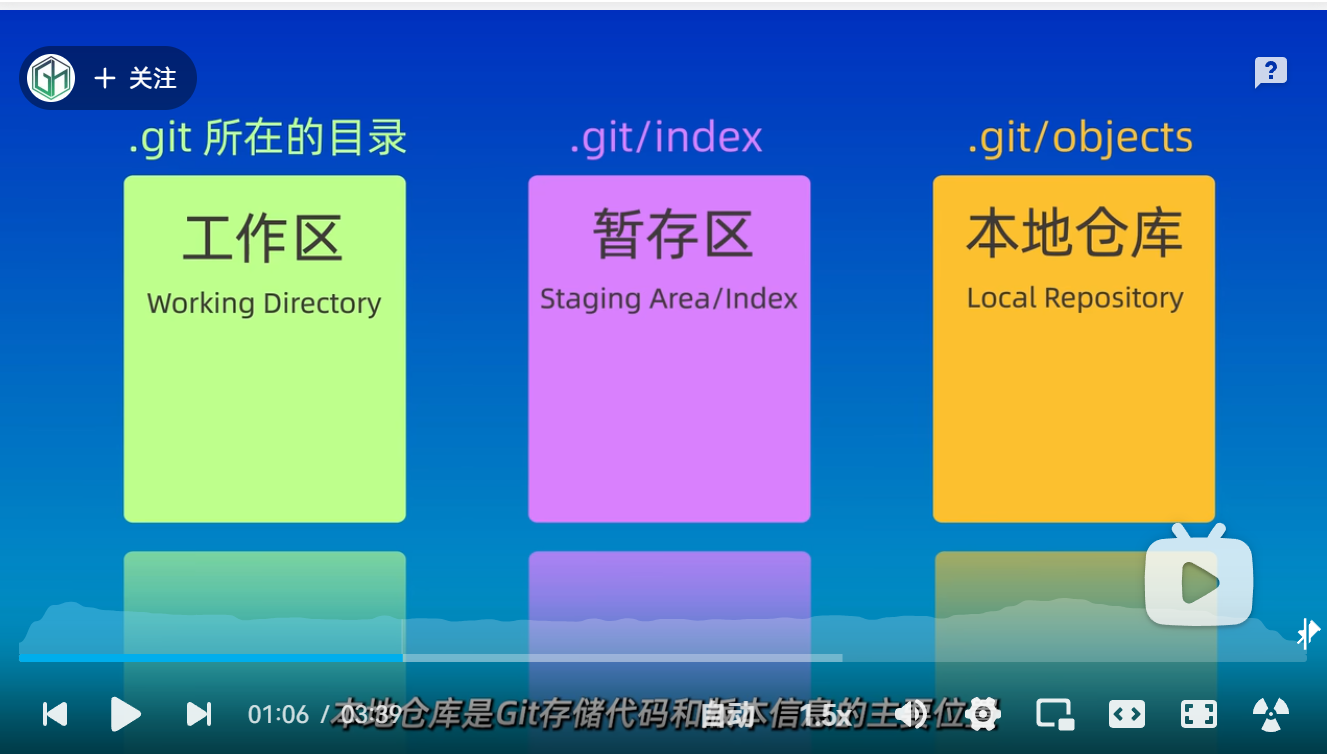 + 关注
?
.git 所在的目录
.git/index
.git/objects
工作区
暂存区
本地仓库
Working Directory
Staging Area/Index
Local Repository
本地仓库是Git存储代码和版本信息的主要位
01:06 / 03:39
自动
1.5x